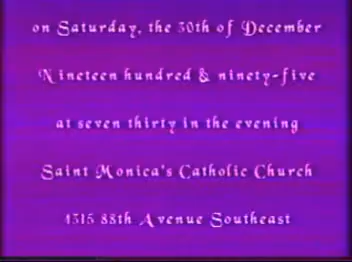 on Saturday, the 30th of December
Nineteen hundred & ninety-five
at seven thirty in the evening
Saint Monica's Catholic Church
1315 88th Avenue Southeast